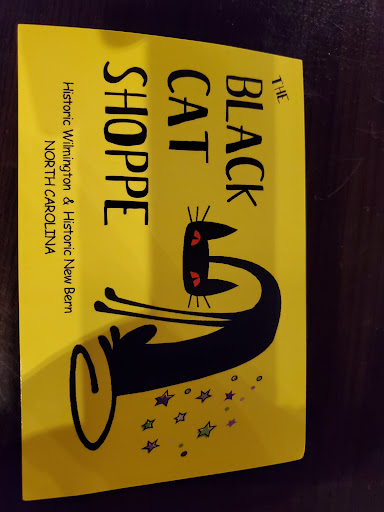 THE
BLACK
CAT
SHOPPE
Historic Wilmington & Historic New Bern
NORTH CAROLINA